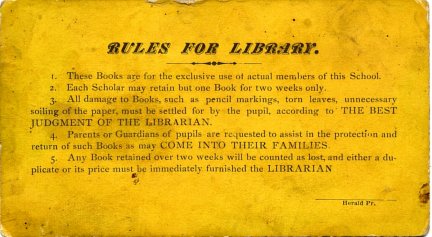 RULES FOR LIBRARY.
1. These Books are for the exclusive use of actual members of this School.
2. Each Scholar may retain but one Book for two weeks only.
3. All damage to Books, such as pencil markings, torn leaves, unnecessary
soiling of the paper, must be settled for by the pupil, according to THE BEST
JUDGMENT OF THE LIBRARIAN.
4. Parents or Guardians of pupils are requested to assist in the protection and
return of such Books as may COME INTO THEIR FAMILIES.
5. Any Book retained over two weeks will be counted as lost, and either a du-
plicate or its price must be immediately furnished the LIBRARIAN
Herald Pr.